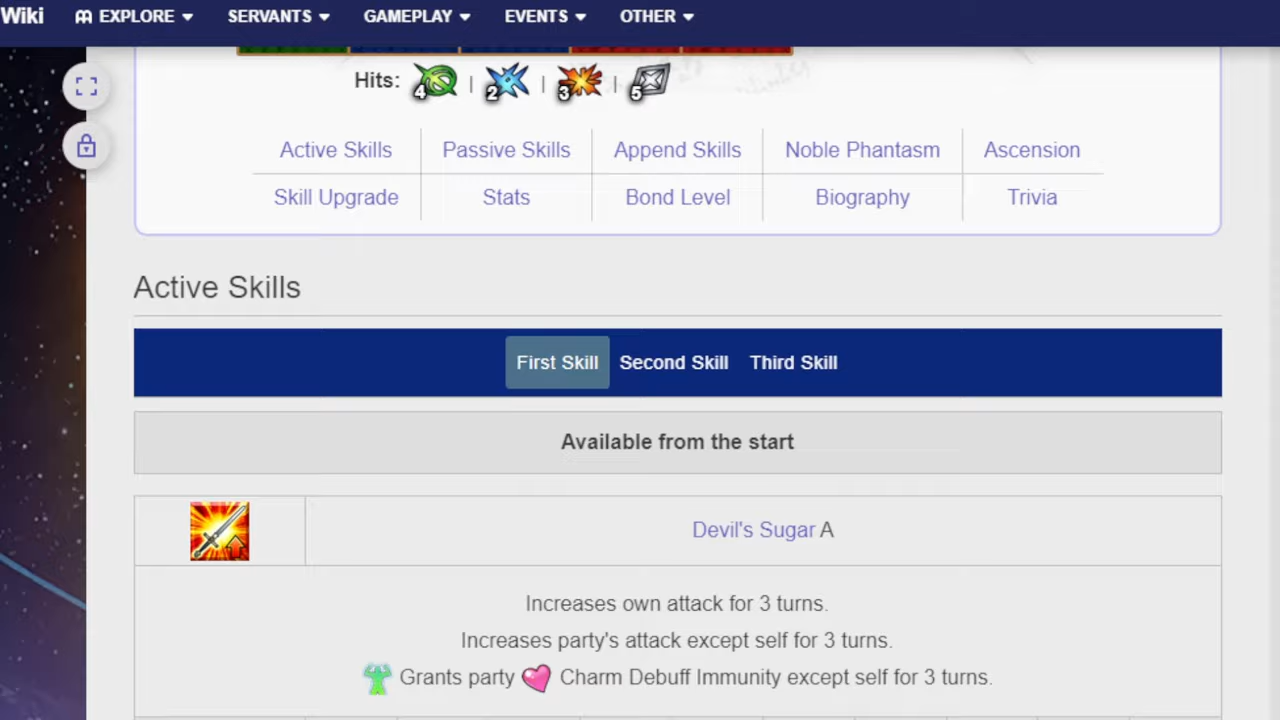 Wiki EXPLORE SERVANTS GAMEPLAY EVENTS OTHER
Hits: 4 | 2 | 3 | 5
Active Skills Passive Skills Append Skills Noble Phantasm Ascension
Skill Upgrade Stats Bond Level Biography Trivia
Active Skills
First Skill Second Skill Third Skill
Available from the start
Devil's Sugar A
Increases own attack for 3 turns.
Increases party's attack except self for 3 turns.
Grants party Charm Debuff Immunity except self for 3 turns.